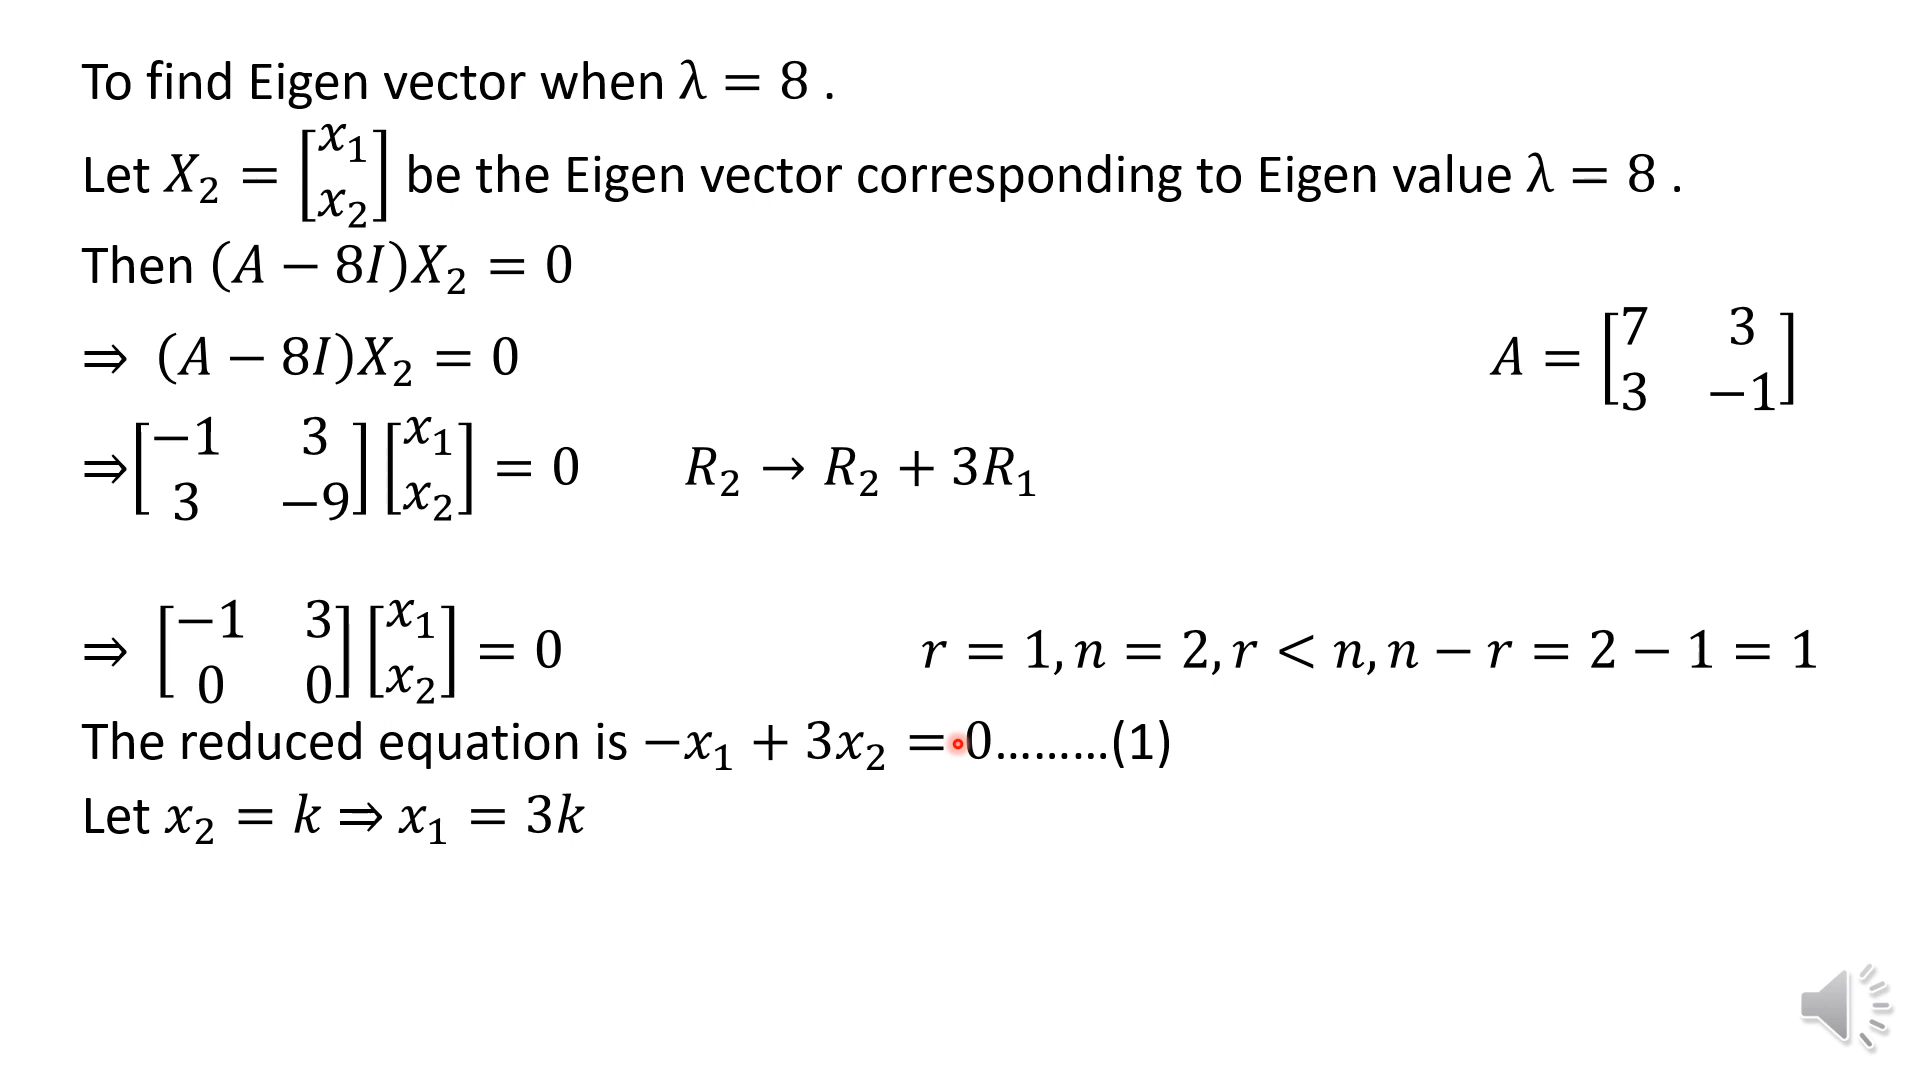 To find Eigen vector when λ = 8 .
Let X₂ = [x₁; x₂] be the Eigen vector corresponding to Eigen value λ = 8 .
Then (A − 8I)X₂ = 0
⇒ (A − 8I)X₂ = 0
A = [7 3; 3 −1]
⇒[−1 3; 3 −9][x₁; x₂] = 0 R₂ → R₂ + 3R₁
⇒ [−1 3; 0 0][x₁; x₂] = 0 r = 1, n = 2, r < n, n − r = 2 − 1 = 1
The reduced equation is −x₁ + 3x₂ = 0………(1)
Let x₂ = k ⇒ x₁ = 3k